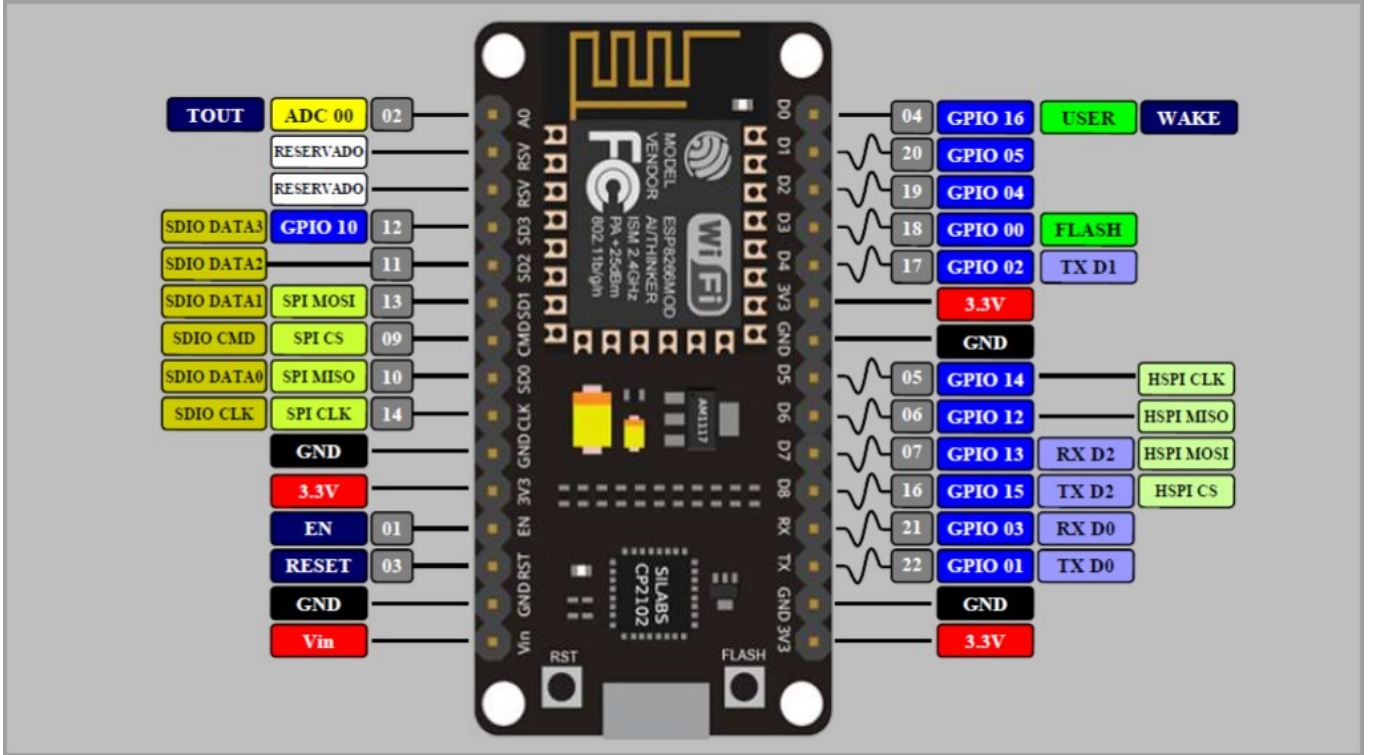 TOUT ADC 00 02 A0 D0 04 GPIO 16 USER WAKE
RESERVADO RSV D1 20 GPIO 05
RESERVADO RSV D2 19 GPIO 04
SDIO DATA3 GPIO 10 12 SD3 D3 18 GPIO 00 FLASH
SDIO DATA2 11 SD2 D4 17 GPIO 02 TX D1
SDIO DATA1 SPI MOSI 13 SD1 3V3 3.3V
SDIO CMD SPI CS 09 CMD GND GND
SDIO DATA0 SPI MISO 10 SD0 D5 05 GPIO 14 HSPI CLK
SDIO CLK SPI CLK 14 CLK D6 06 GPIO 12 HSPI MISO
GND GND D7 07 GPIO 13 RX D2 HSPI MOSI
3.3V 3V3 D8 16 GPIO 15 TX D2 HSPI CS
EN 01 EN RX 21 GPIO 03 RX D0
RESET 03 RST TX 22 GPIO 01 TX D0
GND GND GND GND
Vin Vin 3V3 3.3V
MODEL
VENDOR
ESP8266MOD
AI/THINKER
ISM 2.4GHz
PA +25dBm
802.11b/g/n
FC
Wi Fi
AM1117
SILABS
CP2102
RST
FLASH